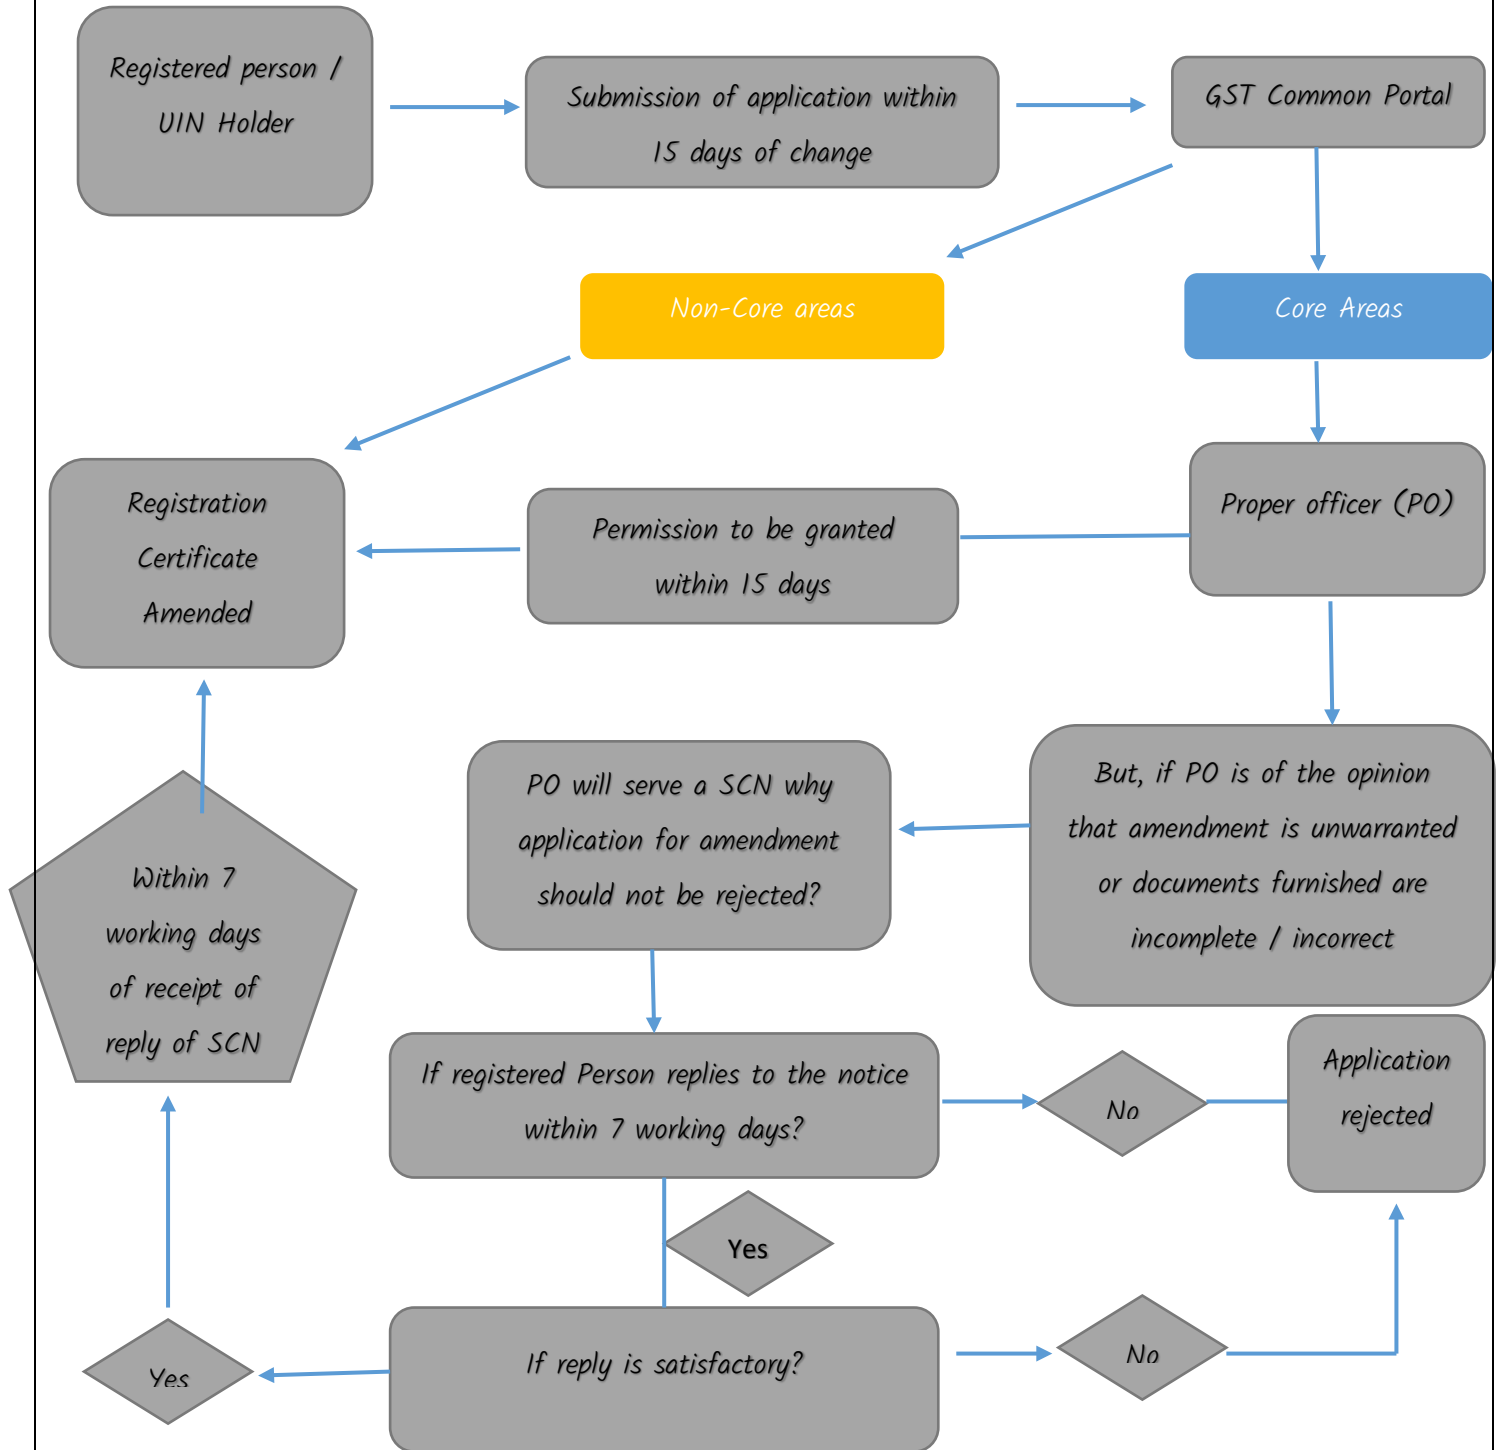 Registered person /
UIN Holder
Submission of application within
15 days of change
GST Common Portal
Non-Core areas
Core Areas
Registration
Certificate
Amended
Permission to be granted
within 15 days
Proper officer (PO)
PO will serve a SCN why
application for amendment
should not be rejected?
But, if PO is of the opinion
that amendment is unwarranted
or documents furnished are
incomplete / incorrect
Within 7
working days
of receipt of
reply of SCN
If registered Person replies to the notice
within 7 working days?
No
Application
rejected
Yes
If reply is satisfactory?
Yes
No